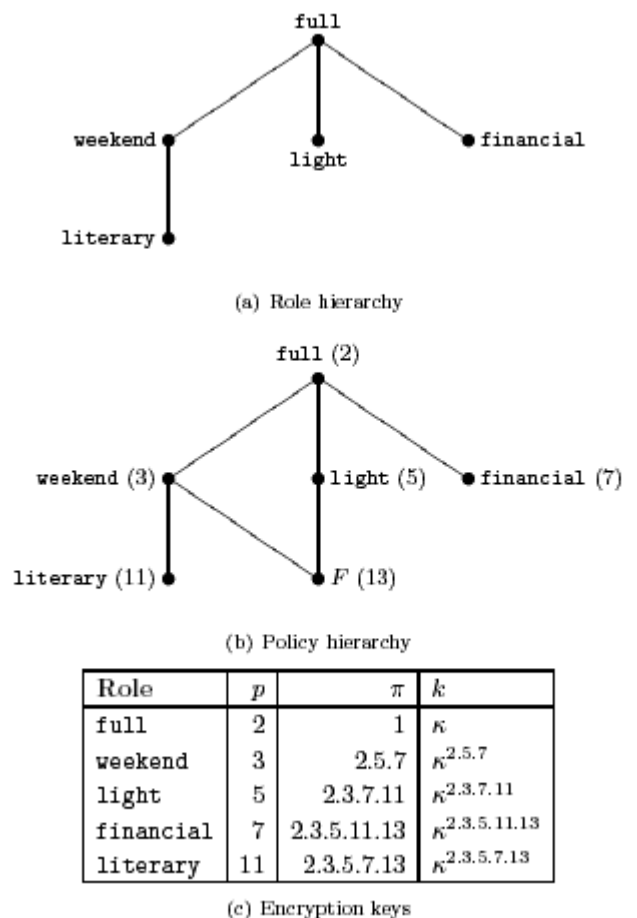 full
weekend
light
financial
literary
(a) Role hierarchy
full (2)
weekend (3)
light (5)
financial (7)
literary (11)
F (13)
(b) Policy hierarchy
Role p π k
full 2 1 κ
weekend 3 2.5.7 κ^2.5.7
light 5 2.3.7.11 κ^2.3.7.11
financial 7 2.3.5.11.13 κ^2.3.5.11.13
literary 11 2.3.5.7.13 κ^2.3.5.7.13
(c) Encryption keys